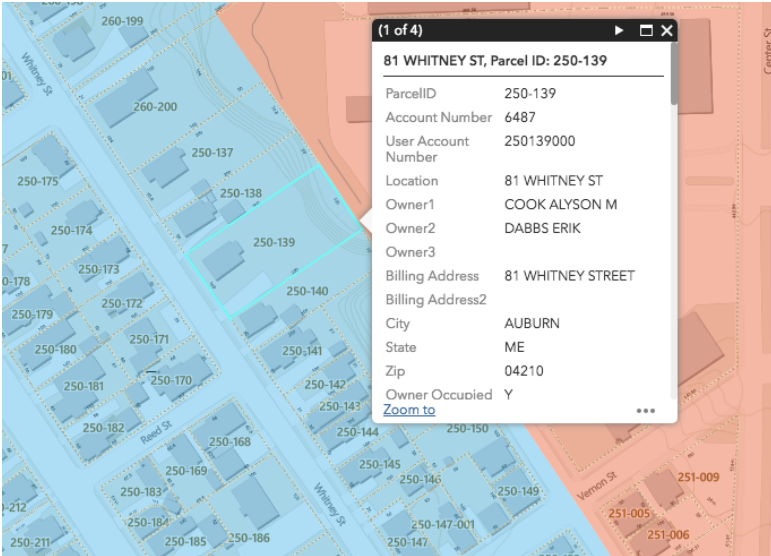 260-199
Whitney St
260-200
250-137
250-175
250-138
250-174
250-139
250-173
250-140
250-172
250-179
250-171
250-141
250-180
250-170
250-142
250-181
250-143
250-182
250-144
250-150
Reed St
250-168
250-169
250-145
250-146
250-183
Whitney St
250-149
250-184
250-147-001
250-211
250-185
250-186
250-147
Center St
Vernon St
251-009
251-005
251-006
(1 of 4)
81 WHITNEY ST, Parcel ID: 250-139
ParcelID 250-139
Account Number 6487
User Account 250139000
Number
Location 81 WHITNEY ST
Owner1 COOK ALYSON M
Owner2 DABBS ERIK
Owner3
Billing Address 81 WHITNEY STREET
Billing Address2
City AUBURN
State ME
Zip 04210
Owner Occupied Y
Zoom to